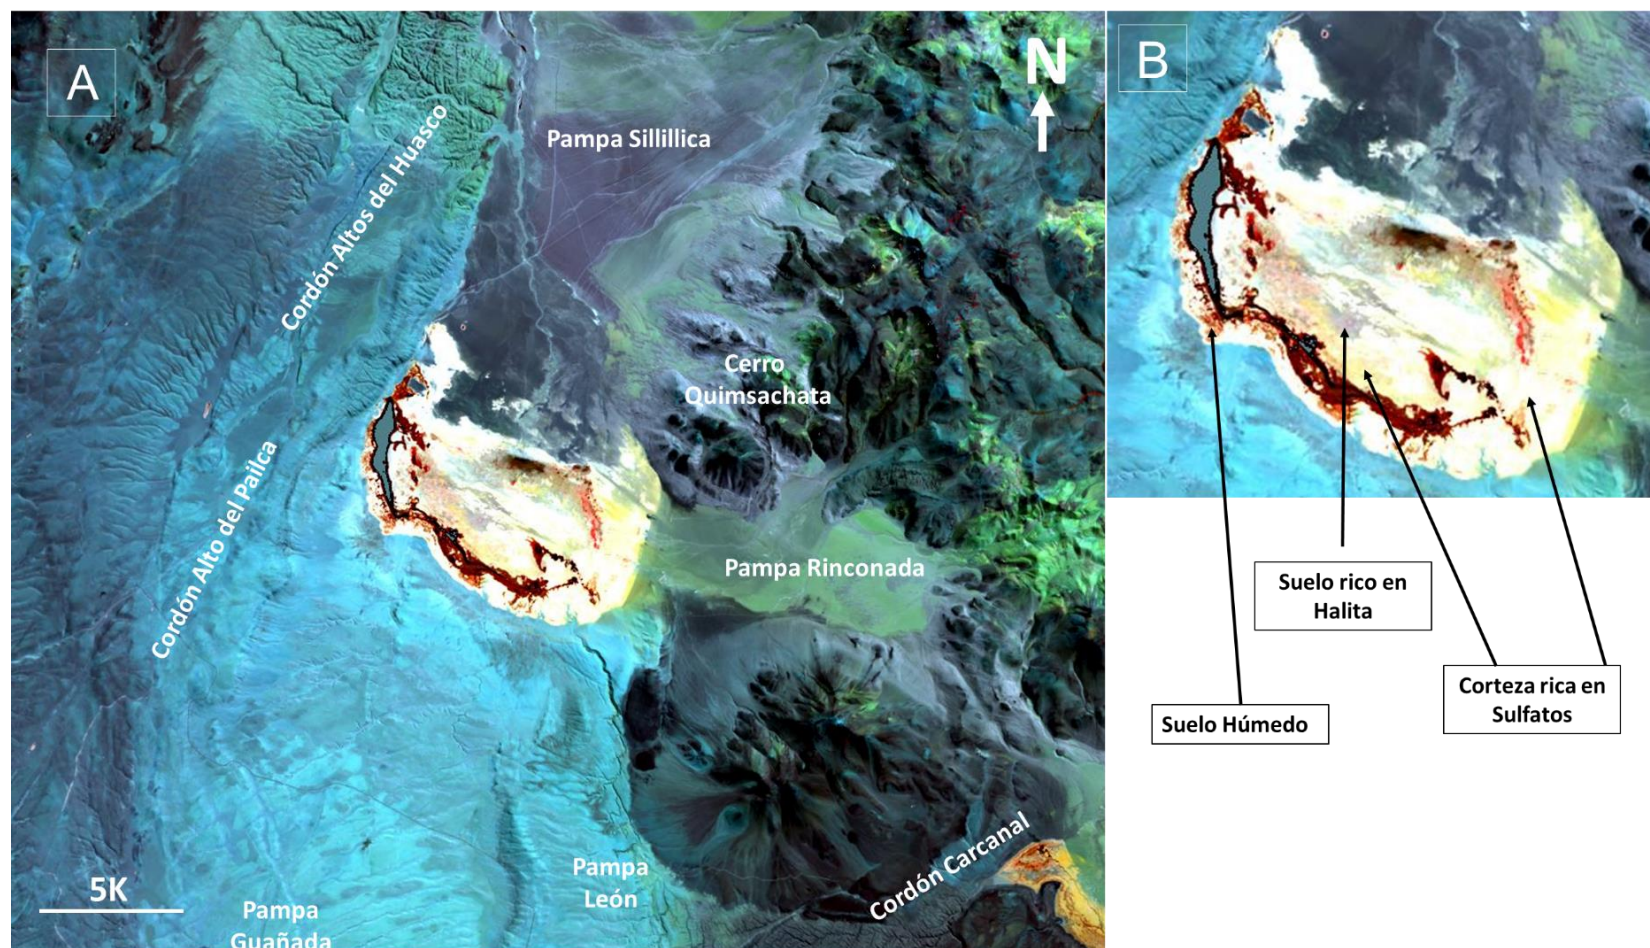 A
N
Pampa Sillillica
Cordón Altos del Huasco
Cerro
Quimsachata
Cordón Alto del Pailca
Pampa Rinconada
Pampa
León
Cordón Carcanal
5K
Pampa
Guañada
B
Suelo rico en
Halita
Corteza rica en
Sulfatos
Suelo Húmedo